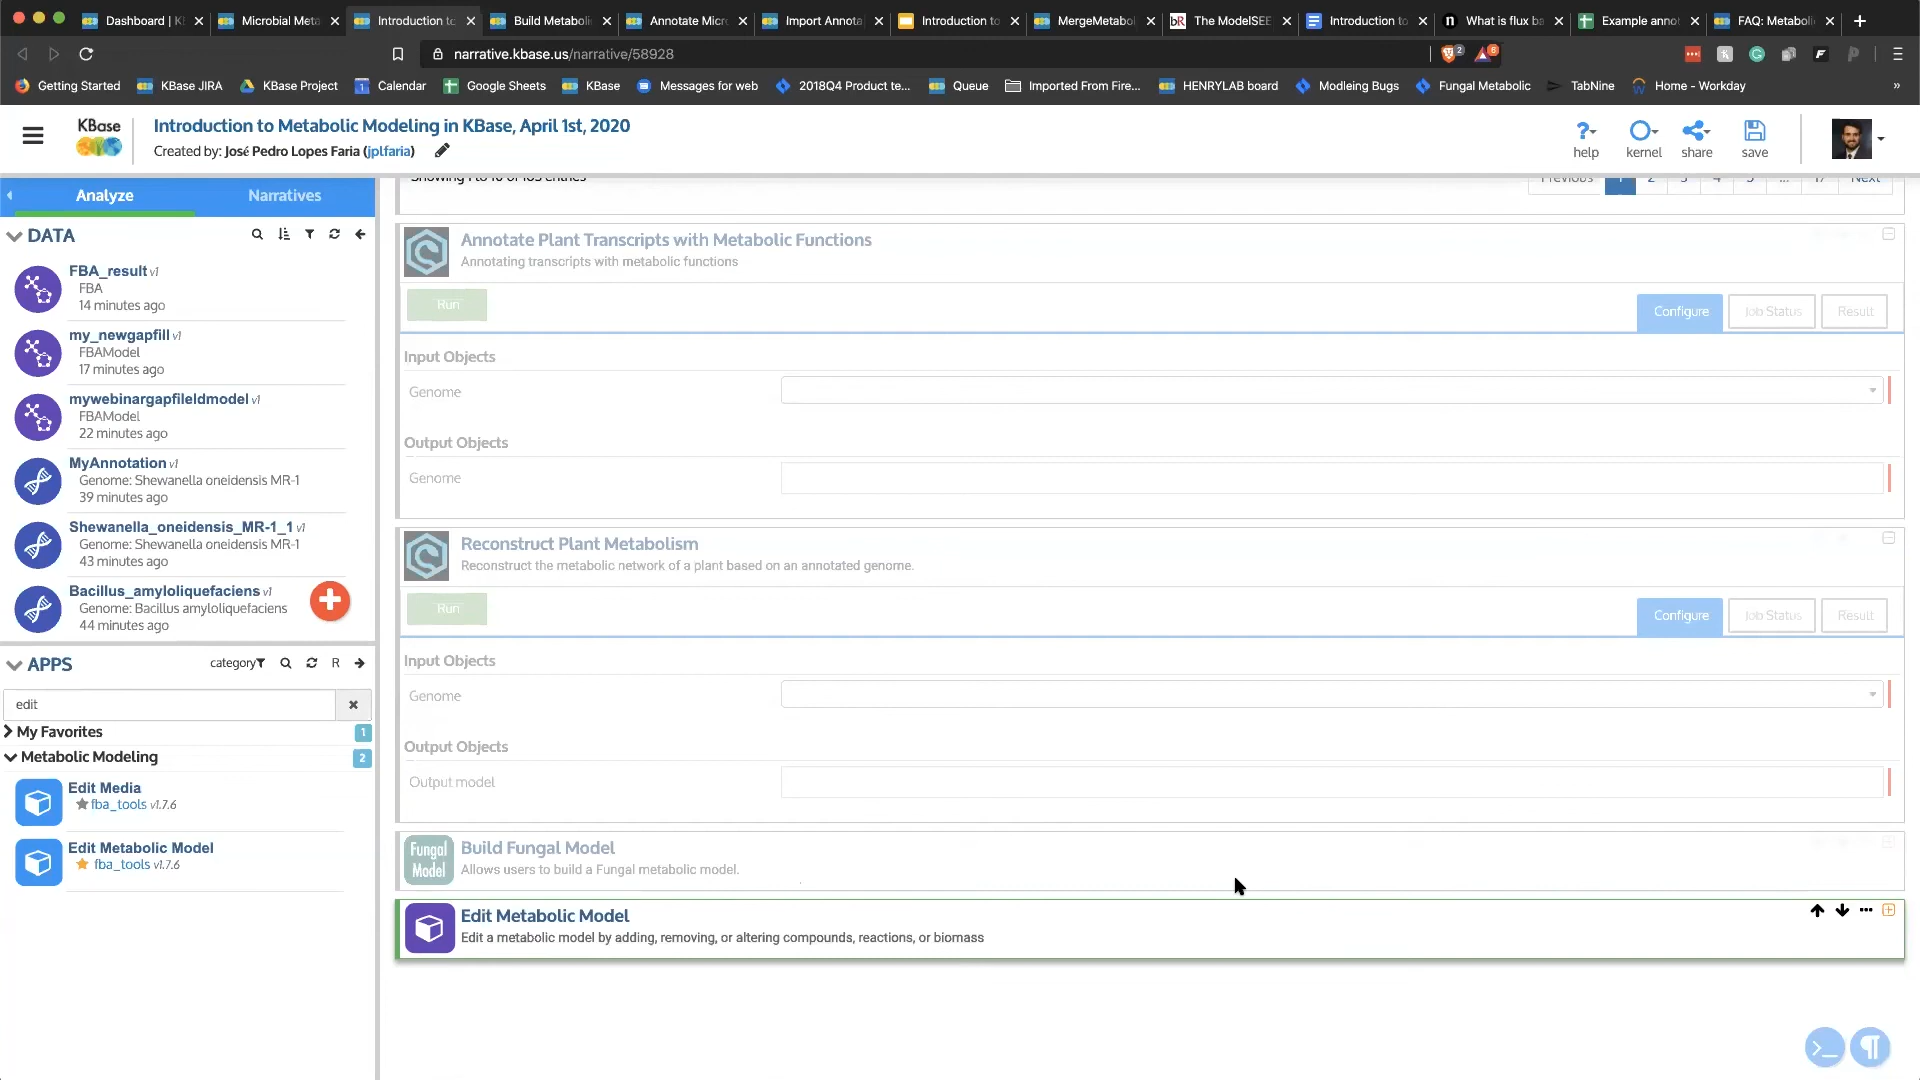 Dashboard | K
Microbial Meta
Introduction to
Build Metaboli
Annotate Micr
Import Annota
Introduction to
MergeMetabol
The ModelSEE
Introduction to
What is flux ba
Example annot
FAQ: Metaboli
narrative.kbase.us/narrative/58928
2
6
Getting Started
KBase JIRA
KBase Project
Calendar
Google Sheets
KBase
Messages for web
2018Q4 Product te...
Queue
Imported From Fire...
HENRYLAB board
Modleing Bugs
Fungal Metabolic
TabNine
Home - Workday
»
KBase
Introduction to Metabolic Modeling in KBase, April 1st, 2020
Created by: José Pedro Lopes Faria (jplfaria)
help
kernel
share
save
Analyze
Narratives
DATA
FBA_result v1
FBA
14 minutes ago
my_newgapfill v1
FBAModel
17 minutes ago
mywebinargapfileldmodel v1
FBAModel
22 minutes ago
MyAnnotation v1
Genome: Shewanella oneidensis MR-1
39 minutes ago
Shewanella_oneidensis_MR-1_1 v1
Genome: Shewanella oneidensis MR-1
43 minutes ago
Bacillus_amyloliquefaciens v1
Genome: Bacillus amyloliquefaciens
44 minutes ago
APPS
category
R
edit
My Favorites
1
Metabolic Modeling
2
Edit Media
fba_tools v1.7.6
Edit Metabolic Model
fba_tools v1.7.6
Previous
1
2
3
4
5
...
17
Next
Annotate Plant Transcripts with Metabolic Functions
Annotating transcripts with metabolic functions
Run
Configure
Job Status
Result
Input Objects
Genome
Output Objects
Genome
Reconstruct Plant Metabolism
Reconstruct the metabolic network of a plant based on an annotated genome.
Run
Configure
Job Status
Result
Input Objects
Genome
Output Objects
Output model
Fungal
Model
Build Fungal Model
Allows users to build a Fungal metabolic model.
Edit Metabolic Model
Edit a metabolic model by adding, removing, or altering compounds, reactions, or biomass